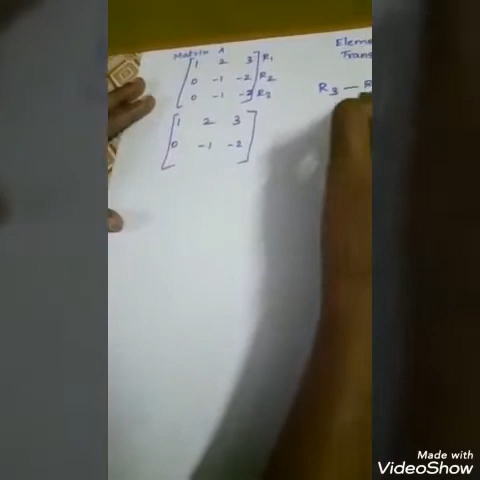 Matrix A
1 2 3 R1
0 -1 -2 R2
0 -1 -3 R3
Eleme
Trans
R3 —
1 2 3
0 -1 -2
Made with
VideoShow